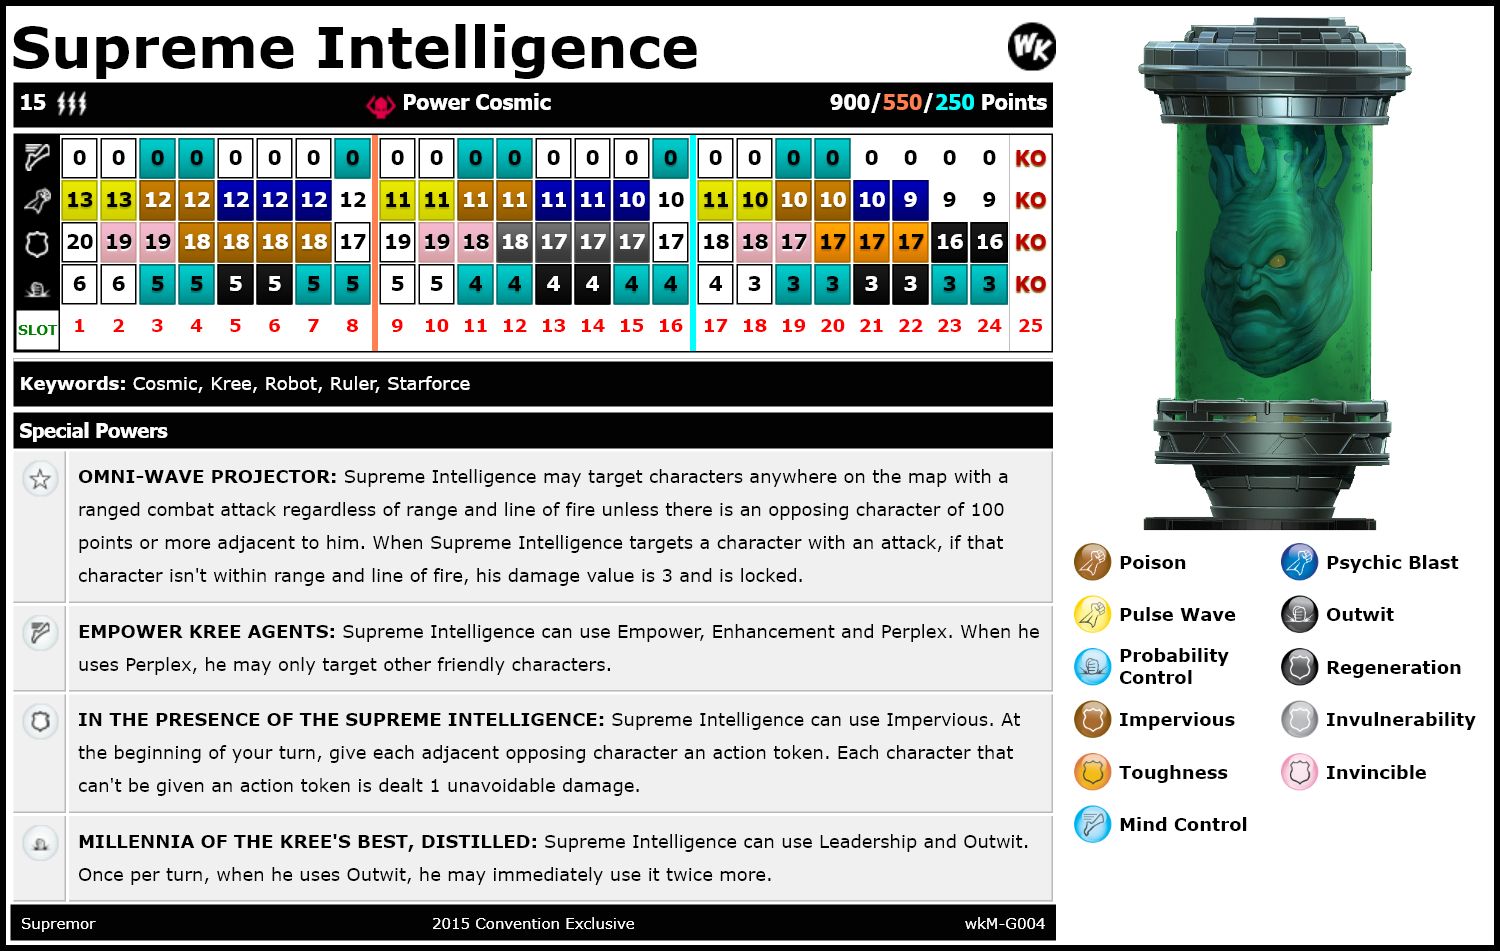 Supreme Intelligence
WK
15 Power Cosmic 900/550/250 Points
0 0 0 0 0 0 0 0 0 0 0 0 0 0 0 0 0 0 0 0 0 0 0 0 KO
13 13 12 12 12 12 12 12 11 11 11 11 11 11 10 10 11 10 10 10 10 9 9 9 KO
20 19 19 18 18 18 18 17 19 19 18 18 17 17 17 17 18 18 17 17 17 17 16 16 KO
6 6 5 5 5 5 5 5 5 5 4 4 4 4 4 4 4 3 3 3 3 3 3 3 KO
SLOT 1 2 3 4 5 6 7 8 9 10 11 12 13 14 15 16 17 18 19 20 21 22 23 24 25
Keywords: Cosmic, Kree, Robot, Ruler, Starforce
Special Powers
OMNI-WAVE PROJECTOR: Supreme Intelligence may target characters anywhere on the map with a
ranged combat attack regardless of range and line of fire unless there is an opposing character of 100
points or more adjacent to him. When Supreme Intelligence targets a character with an attack, if that
character isn't within range and line of fire, his damage value is 3 and is locked.
EMPOWER KREE AGENTS: Supreme Intelligence can use Empower, Enhancement and Perplex. When he
uses Perplex, he may only target other friendly characters.
IN THE PRESENCE OF THE SUPREME INTELLIGENCE: Supreme Intelligence can use Impervious. At
the beginning of your turn, give each adjacent opposing character an action token. Each character that
can't be given an action token is dealt 1 unavoidable damage.
MILLENNIA OF THE KREE'S BEST, DISTILLED: Supreme Intelligence can use Leadership and Outwit.
Once per turn, when he uses Outwit, he may immediately use it twice more.
Supremor 2015 Convention Exclusive wkM-G004
Poison Psychic Blast
Pulse Wave Outwit
Probability
Control Regeneration
Impervious Invulnerability
Toughness Invincible
Mind Control